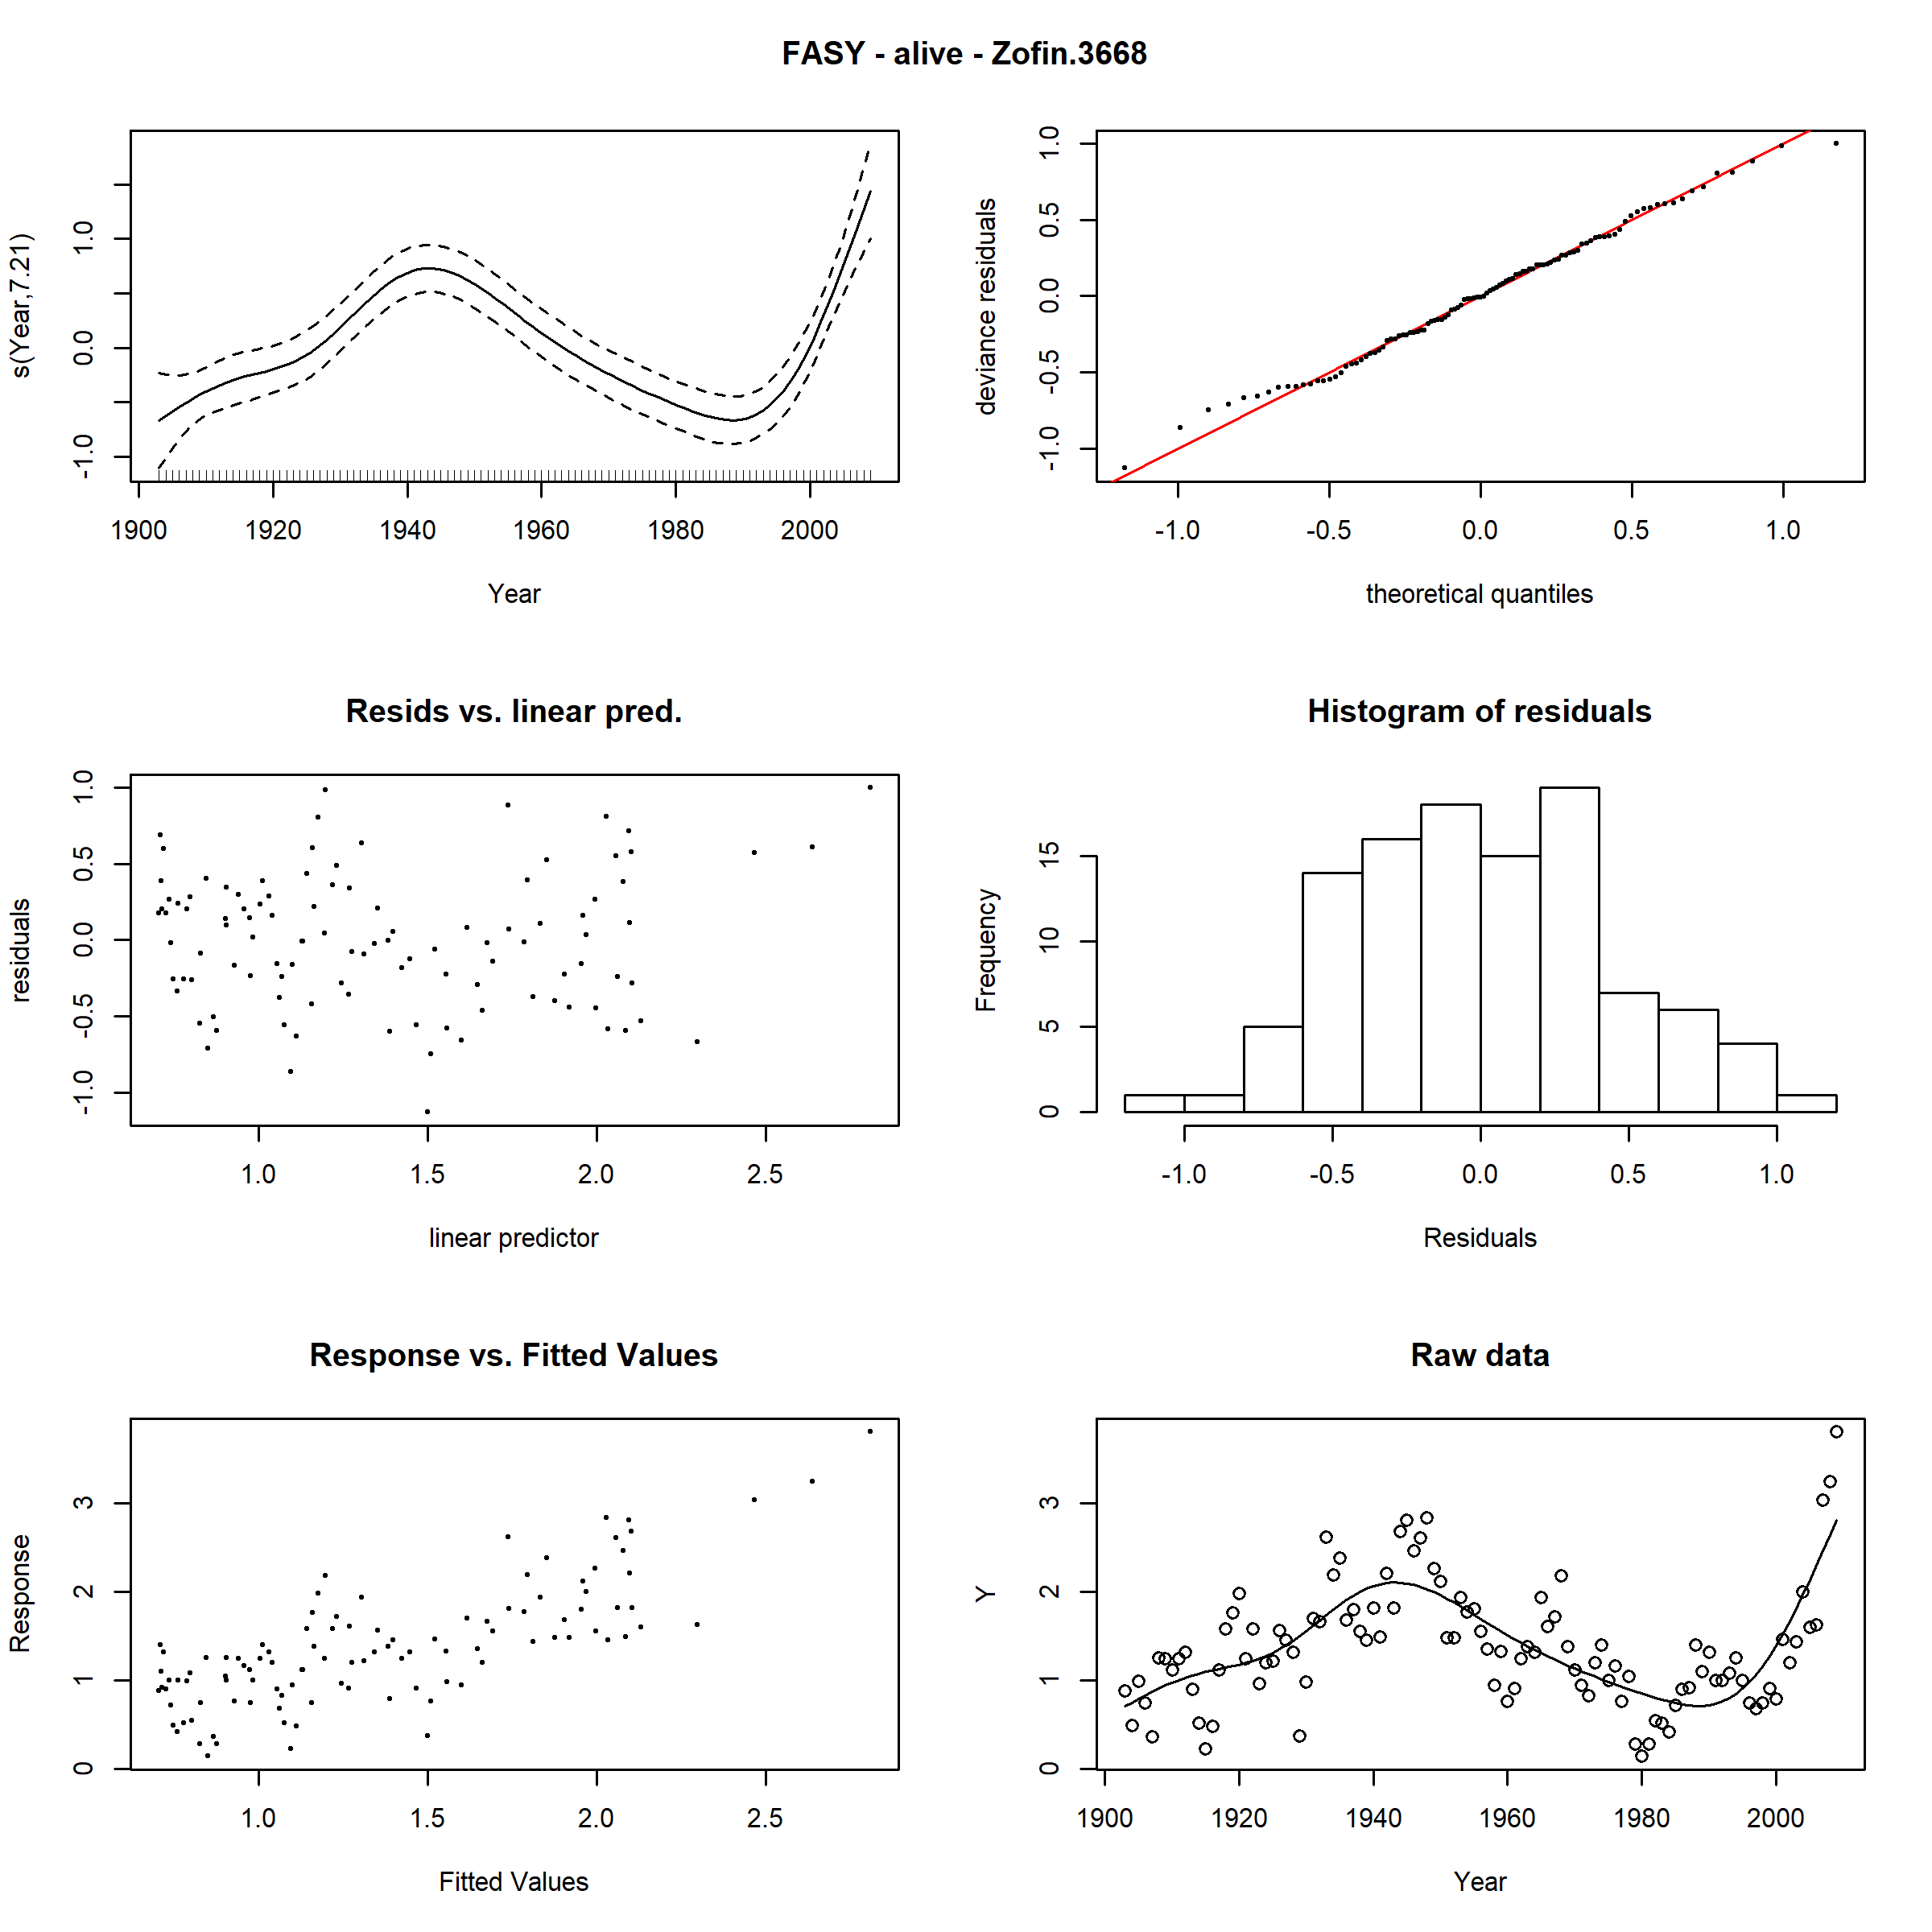 FASY - alive - Zofin.3668
s(Year,7.21)
-1.0 0.0 1.0
1900 1920 1940 1960 1980 2000
Year
deviance residuals
-1.0 -0.5 0.0 0.5 1.0
-1.0 -0.5 0.0 0.5 1.0
theoretical quantiles
Resids vs. linear pred.
residuals
-1.0 -0.5 0.0 0.5 1.0
1.0 1.5 2.0 2.5
linear predictor
Histogram of residuals
Frequency
0 5 10 15
-1.0 -0.5 0.0 0.5 1.0
Residuals
Response vs. Fitted Values
Response
0 1 2 3
1.0 1.5 2.0 2.5
Fitted Values
Raw data
Y
0 1 2 3
1900 1920 1940 1960 1980 2000
Year